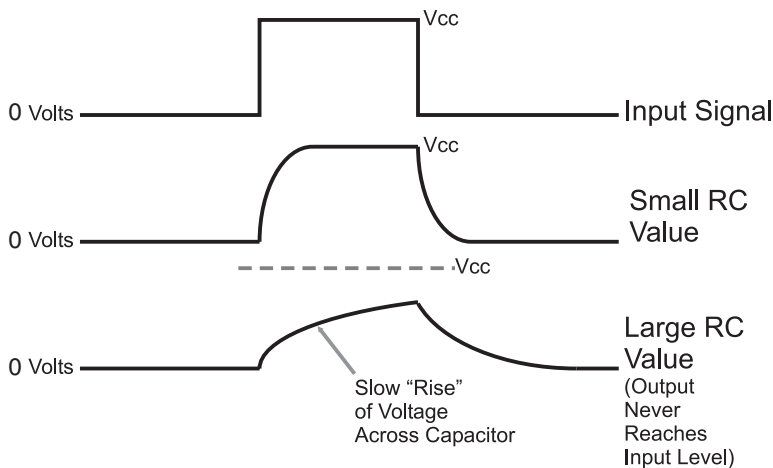 Vcc
0 Volts
Input Signal
Vcc
Small RC
Value
0 Volts
Vcc
Large RC
Value
0 Volts
(Output
Never
Reaches
Input Level)
Slow “Rise”
of Voltage
Across Capacitor